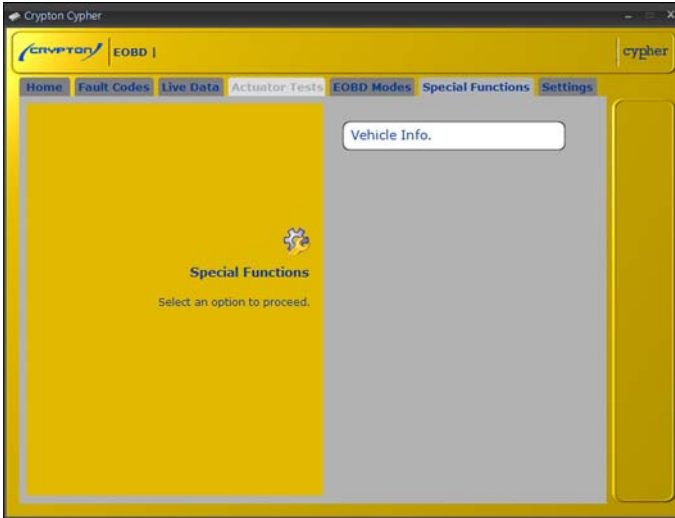 Crypton Cypher
CRYPTON EOBD | cypher
Home Fault Codes Live Data Actuator Tests EOBD Modes Special Functions Settings
Vehicle Info.
Special Functions
Select an option to proceed.